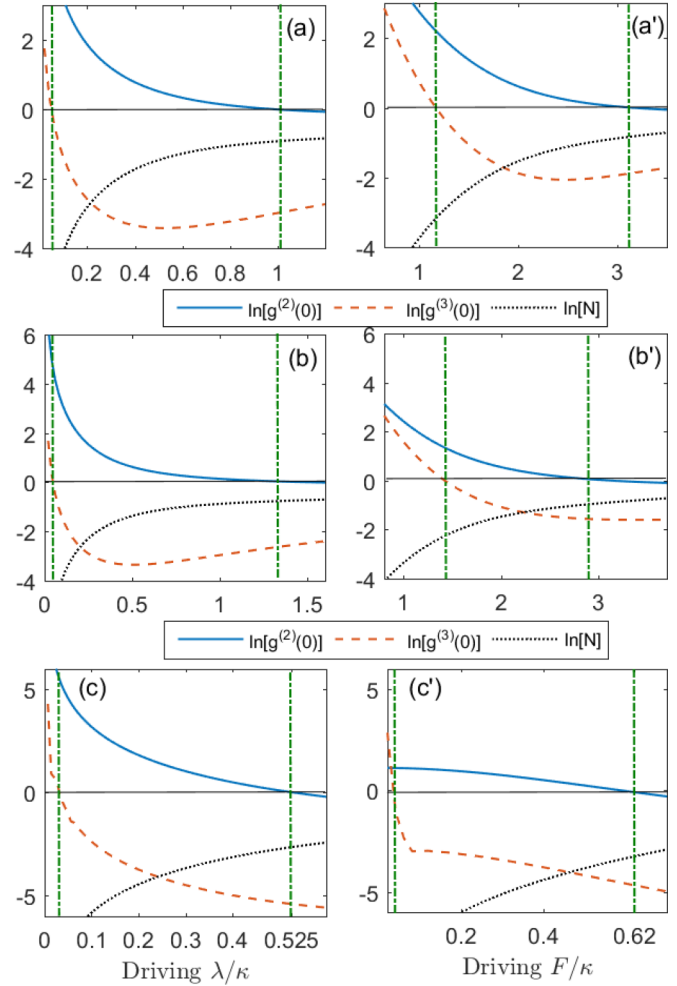 (a) (a')
2 2
0 0
-2 -2
-4 -4
0.2 0.4 0.6 0.8 1 1 2 3
ln[g⁽²⁾(0)] ln[g⁽³⁾(0)] ln[N]
6 6
(b) (b')
4 4
2 2
0 0
-2 -2
-4 -4
0 0.5 1 1.5 1 2 3
ln[g⁽²⁾(0)] ln[g⁽³⁾(0)] ln[N]
(c) (c')
5 5
0 0
-5 -5
0 0.1 0.2 0.3 0.4 0.525 0.2 0.4 0.62
Driving λ/κ Driving F/κ